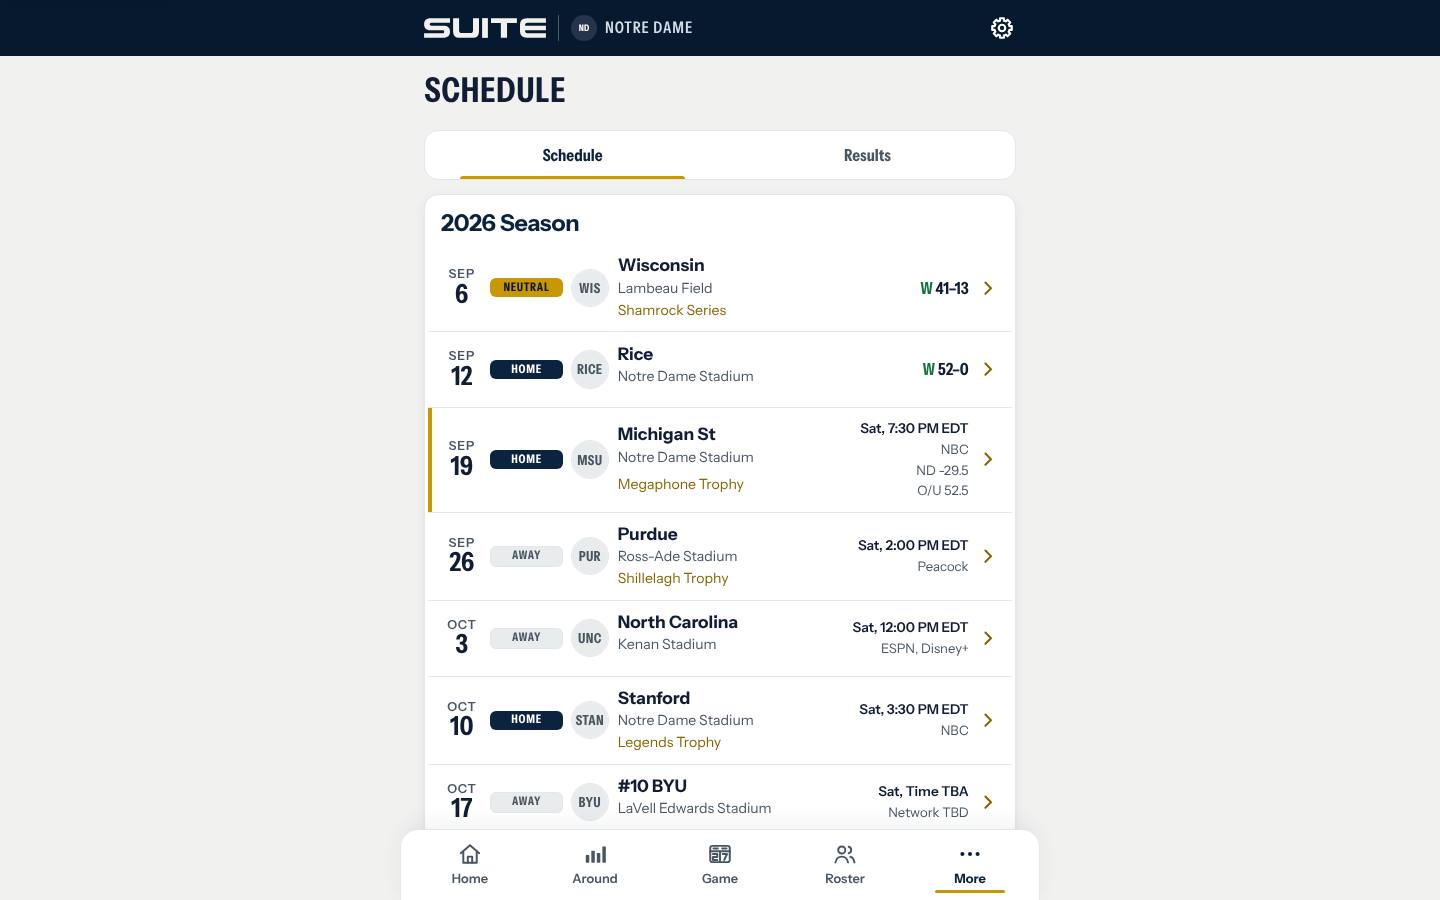 SUITE
ND NOTRE DAME
SCHEDULE
Schedule
Results
2026 Season
SEP
6
NEUTRAL
WIS
Wisconsin
Lambeau Field
Shamrock Series
W 41–13
SEP
12
HOME
RICE
Rice
Notre Dame Stadium
W 52–0
SEP
19
HOME
MSU
Michigan St
Notre Dame Stadium
Megaphone Trophy
Sat, 7:30 PM EDT
NBC
ND -29.5
O/U 52.5
SEP
26
AWAY
PUR
Purdue
Ross-Ade Stadium
Shillelagh Trophy
Sat, 2:00 PM EDT
Peacock
OCT
3
AWAY
UNC
North Carolina
Kenan Stadium
Sat, 12:00 PM EDT
ESPN, Disney+
OCT
10
HOME
STAN
Stanford
Notre Dame Stadium
Legends Trophy
Sat, 3:30 PM EDT
NBC
OCT
17
AWAY
BYU
#10 BYU
LaVell Edwards Stadium
Sat, Time TBA
Network TBD
Home
Around
27
Game
Roster
More